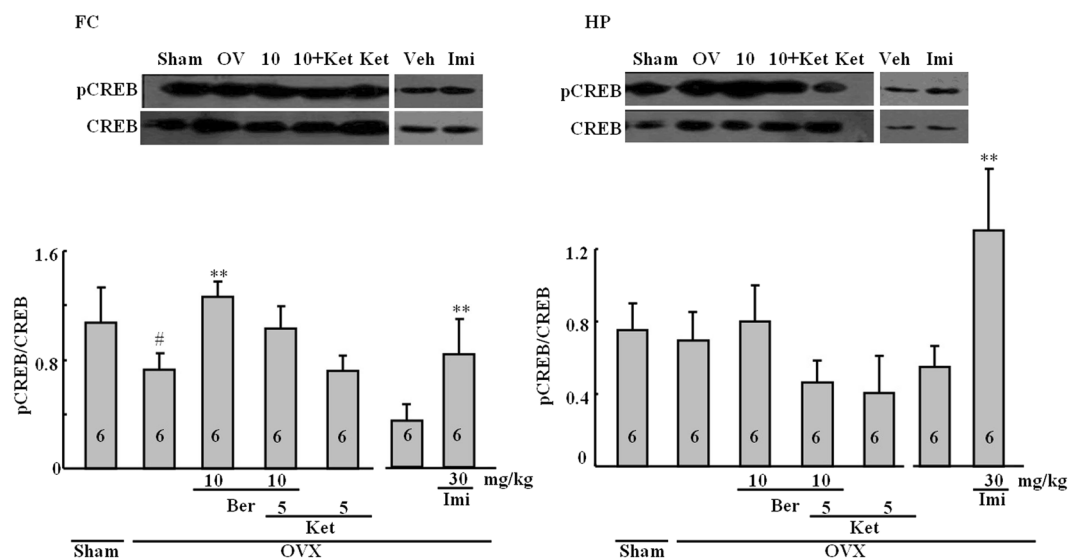 FC
Sham OV 10 10+Ket Ket Veh Imi
pCREB
CREB
1.6
0.8
0
pCREB/CREB
#
**
**
6 6 6 6 6 6 6
10 10 30 mg/kg
Ber Imi
5 5
Ket
Sham OVX
HP
Sham OV 10 10+Ket Ket Veh Imi
pCREB
CREB
1.2
0.8
0.4
0
pCREB/CREB
**
6 6 6 6 6 6 6
10 10 30 mg/kg
Ber Imi
5 5
Ket
Sham OVX